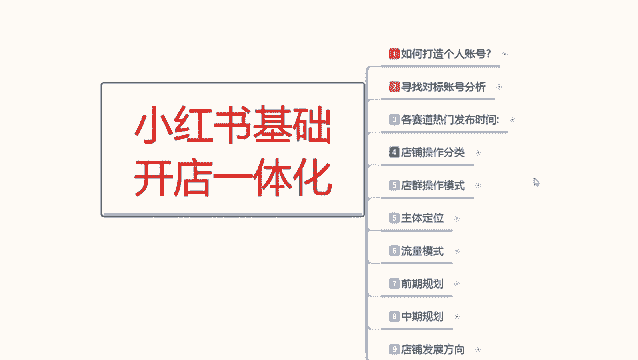 小红书基础
开店一体化
1 如何打造个人账号?
2 寻找对标账号分析
3 各赛道热门发布时间:
4 店铺操作分类
5 店群操作模式
5 主体定位
6 流量模式
7 前期规划
8 中期规划
9 店铺发展方向